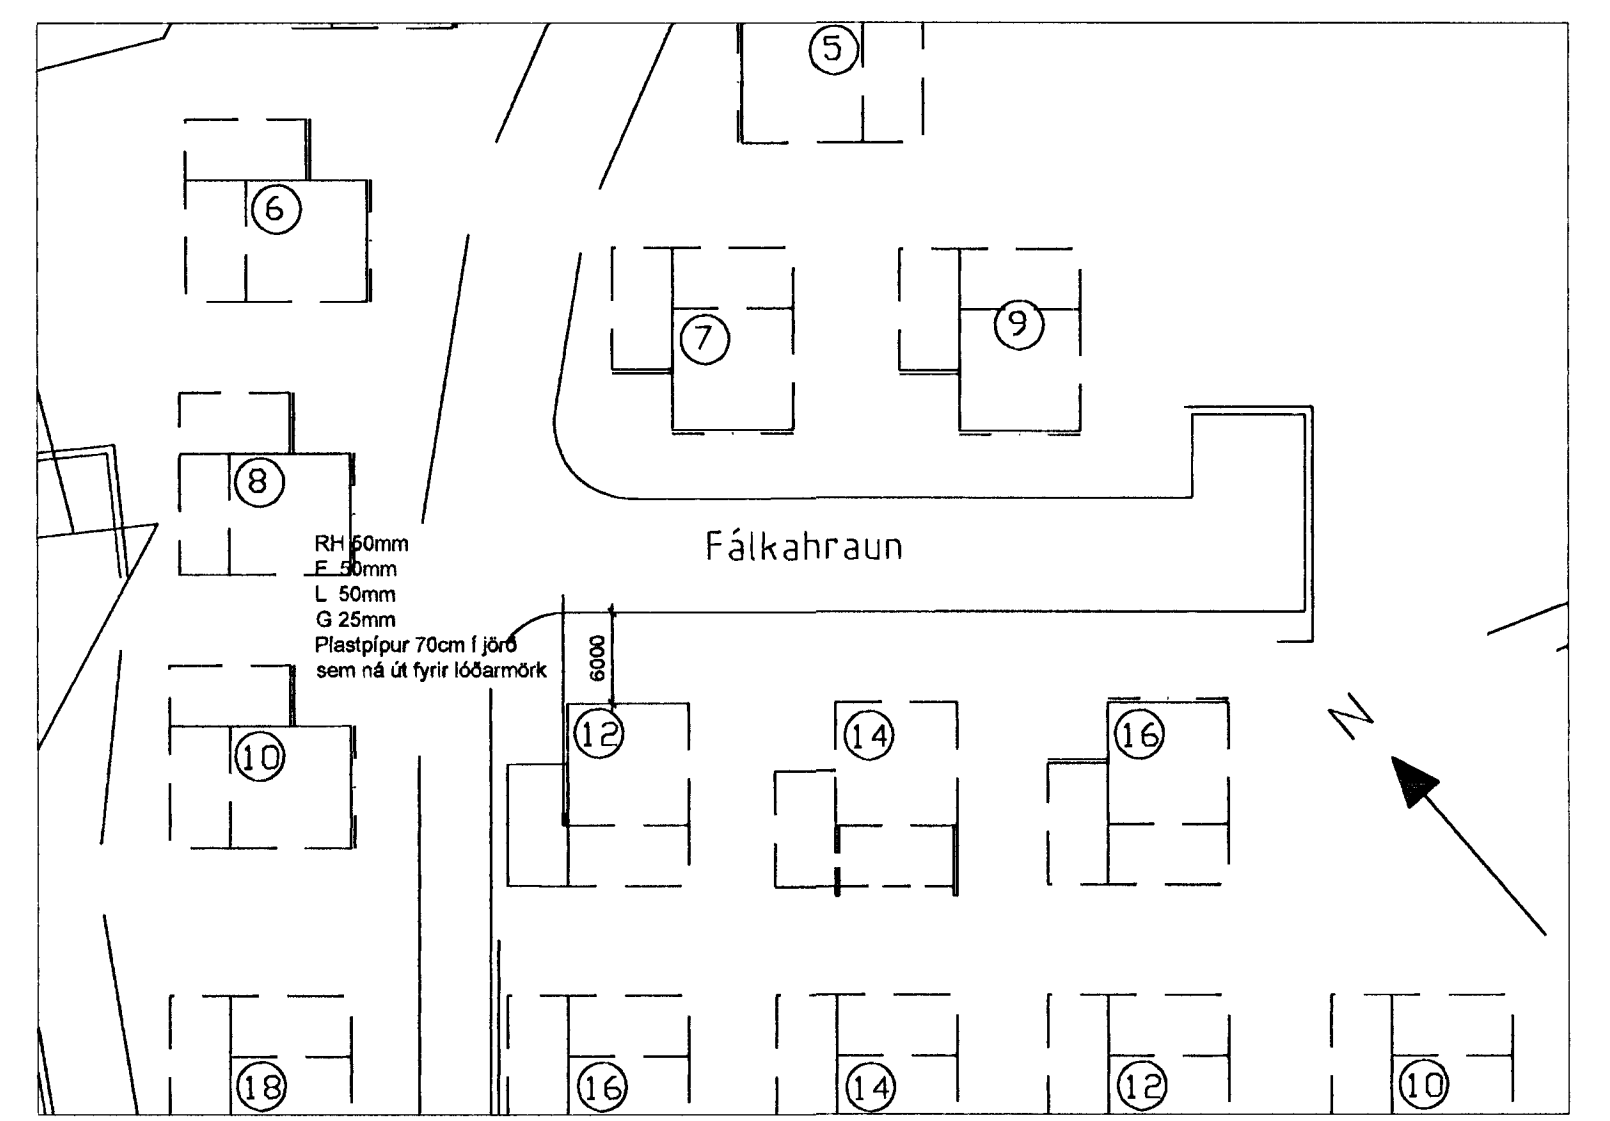 5
6
7
9
8
RH 50mm
F 50mm
L 50mm
G 25mm
Plastpípur 70cm í jörð
sem ná út fyrir lóðarmörk
Fálkahraun
6000
10
12
14
16
N
18
16
14
12
10